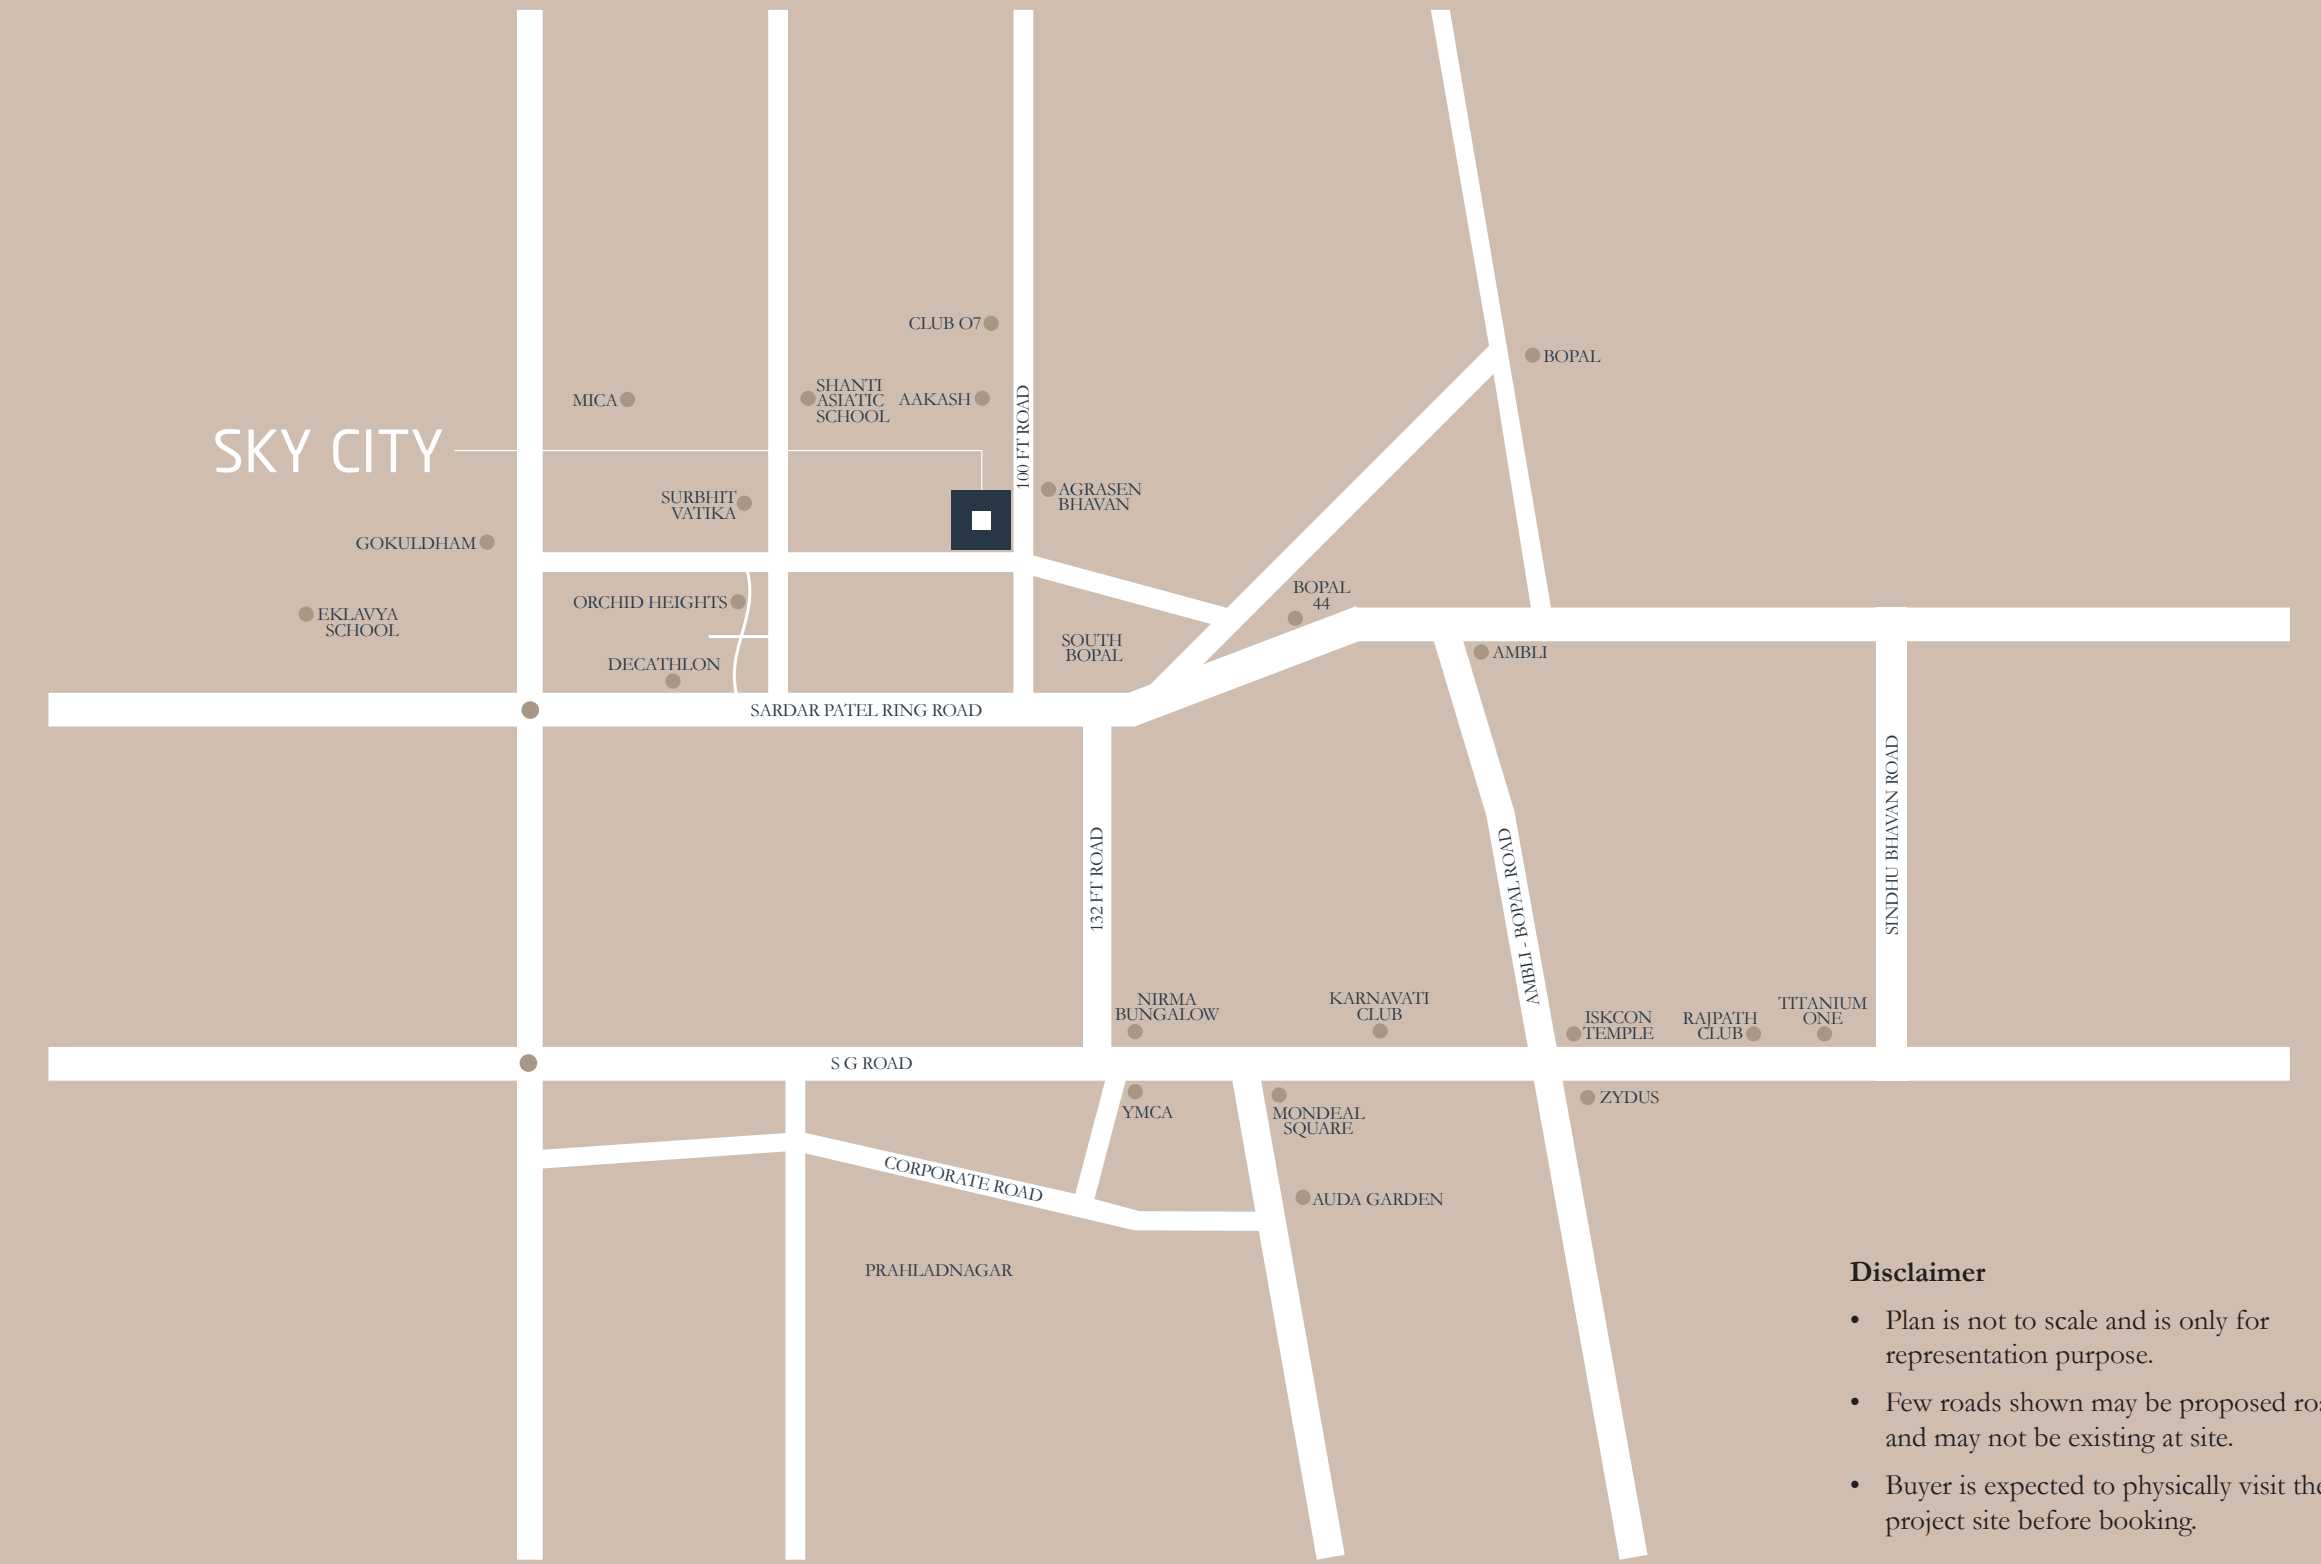 CLUB O7
BOPAL
MICA
SHANTI
ASIATIC
SCHOOL
AAKASH
100 FT ROAD
SKY CITY
SURBHIT
VATIKA
AGRASEN
BHAVAN
GOKULDHAM
ORCHID HEIGHTS
BOPAL
44
EKLAVYA
SCHOOL
SOUTH
BOPAL
AMBLI
DECATHLON
SARDAR PATEL RING ROAD
132 FT ROAD
AMBLI - BOPAL ROAD
SINDHU BHAVAN ROAD
NIRMA
BUNGALOW
KARNAVATI
CLUB
ISKCON
TEMPLE
RAJPATH
CLUB
TITANIUM
ONE
S G ROAD
YMCA
MONDEAL
SQUARE
ZYDUS
CORPORATE ROAD
AUDA GARDEN
PRAHLADNAGAR
Disclaimer
• Plan is not to scale and is only for
representation purpose.
• Few roads shown may be proposed
and may not be existing at site.
• Buyer is expected to physically visit the
project site before booking.